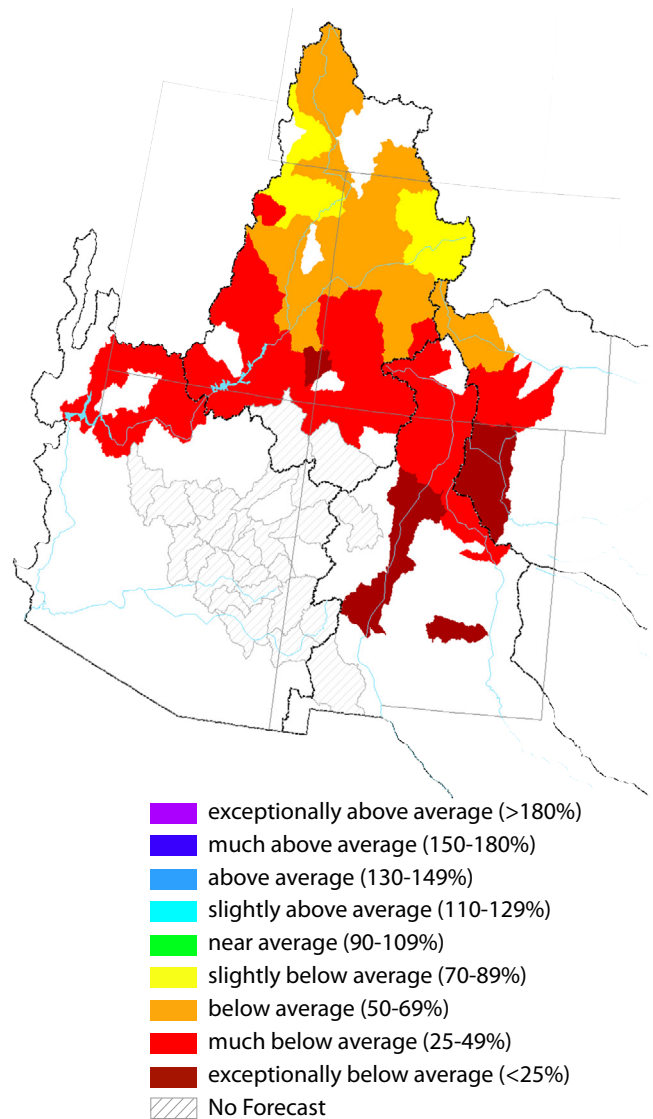 exceptionally above average (>180%)
much above average (150-180%)
above average (130-149%)
slightly above average (110-129%)
near average (90-109%)
slightly below average (70-89%)
below average (50-69%)
much below average (25-49%)
exceptionally below average (<25%)
No Forecast